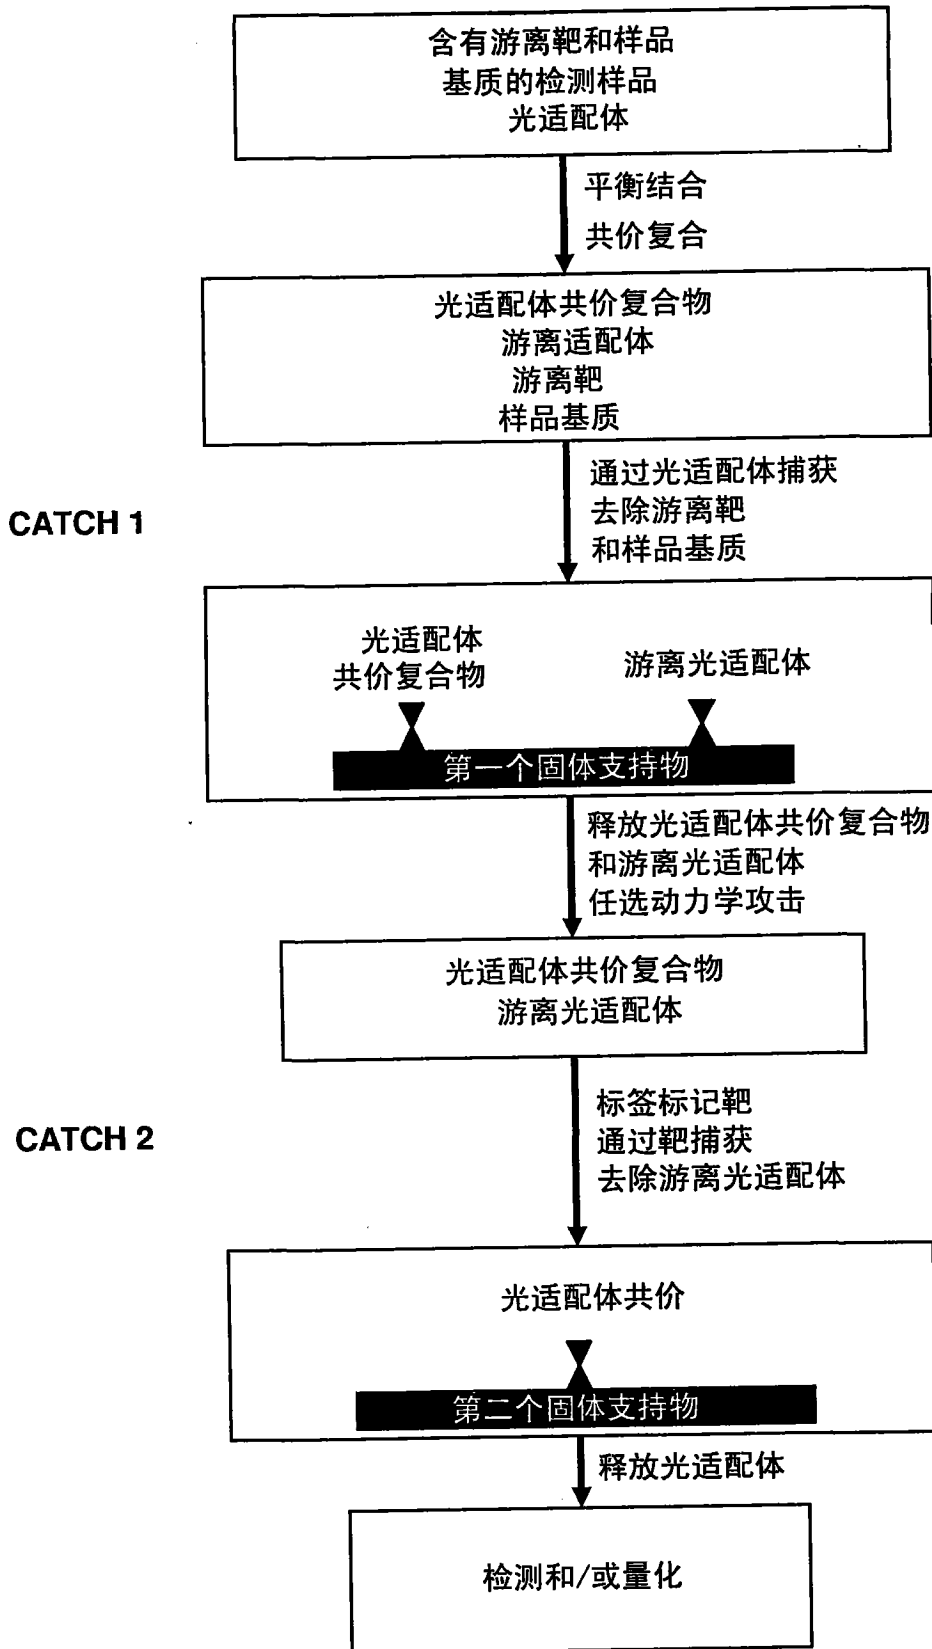 含有游离靶和样品
基质的检测样品
光适配体
平衡结合
共价复合
光适配体共价复合物
游离适配体
游离靶
样品基质
CATCH 1
通过光适配体捕获
去除游离靶
和样品基质
光适配体
共价复合物
游离光适配体
第一个固体支持物
释放光适配体共价复合物
和游离光适配体
任选动力学攻击
光适配体共价复合物
游离光适配体
CATCH 2
标签标记靶
通过靶捕获
去除游离光适配体
光适配体共价
第二个固体支持物
释放光适配体
检测和/或量化